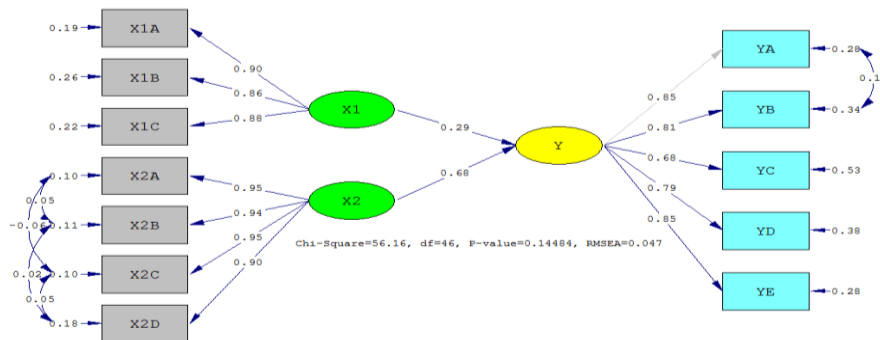 0.19 X1A
0.26 X1B
0.22 X1C
0.10 X2A
0.11 X2B
0.10 X2C
0.18 X2D
0.05
-0.06
0.02
0.05
0.90
0.86
0.88
0.95
0.94
0.95
0.90
X1
X2
0.29
0.68
Y
Chi-Square=56.16, df=46, P-value=0.14484, RMSEA=0.047
0.85
0.81
0.68
0.79
0.85
YA 0.28
YB 0.34
YC 0.53
YD 0.38
YE 0.28
0.1